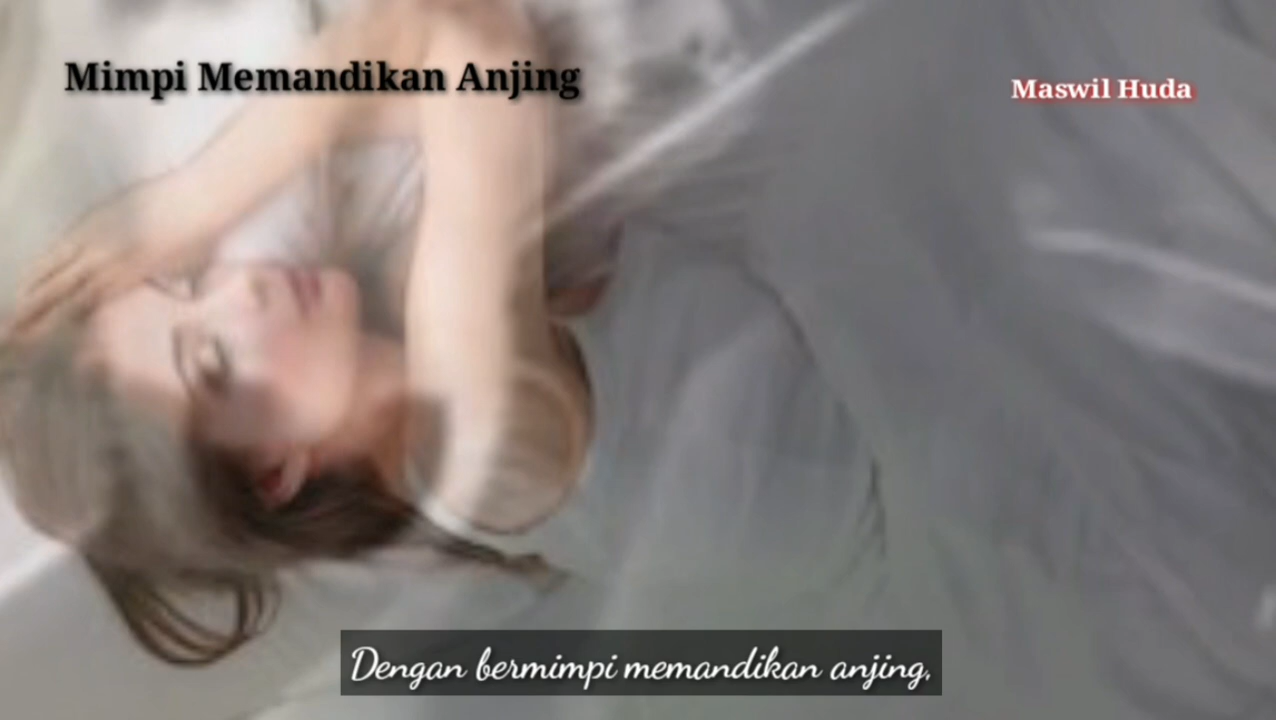 Mimpi Memandikan Anjing
Maswil Huda
Dengan bermimpi memandikan anjing,